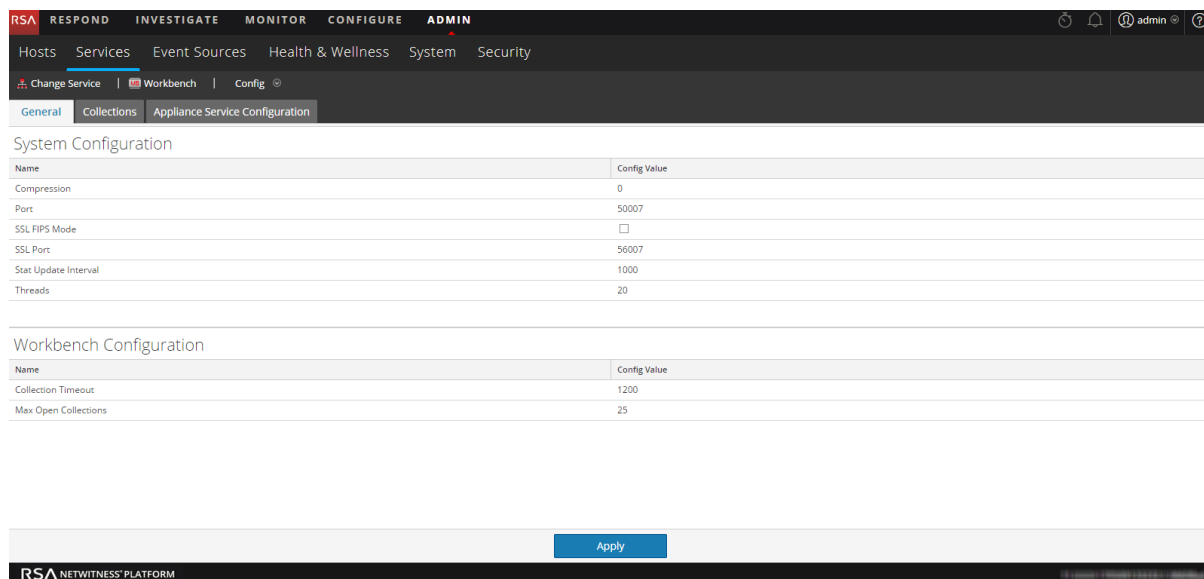 RSA RESPOND INVESTIGATE MONITOR CONFIGURE ADMIN admin
Hosts Services Event Sources Health & Wellness System Security
Change Service | Workbench | Config
General Collections Appliance Service Configuration
System Configuration
Name Config Value
Compression 0
Port 50007
SSL FIPS Mode
SSL Port 56007
Stat Update Interval 1000
Threads 20
Workbench Configuration
Name Config Value
Collection Timeout 1200
Max Open Collections 25
Apply
RSA NETWITNESS® PLATFORM